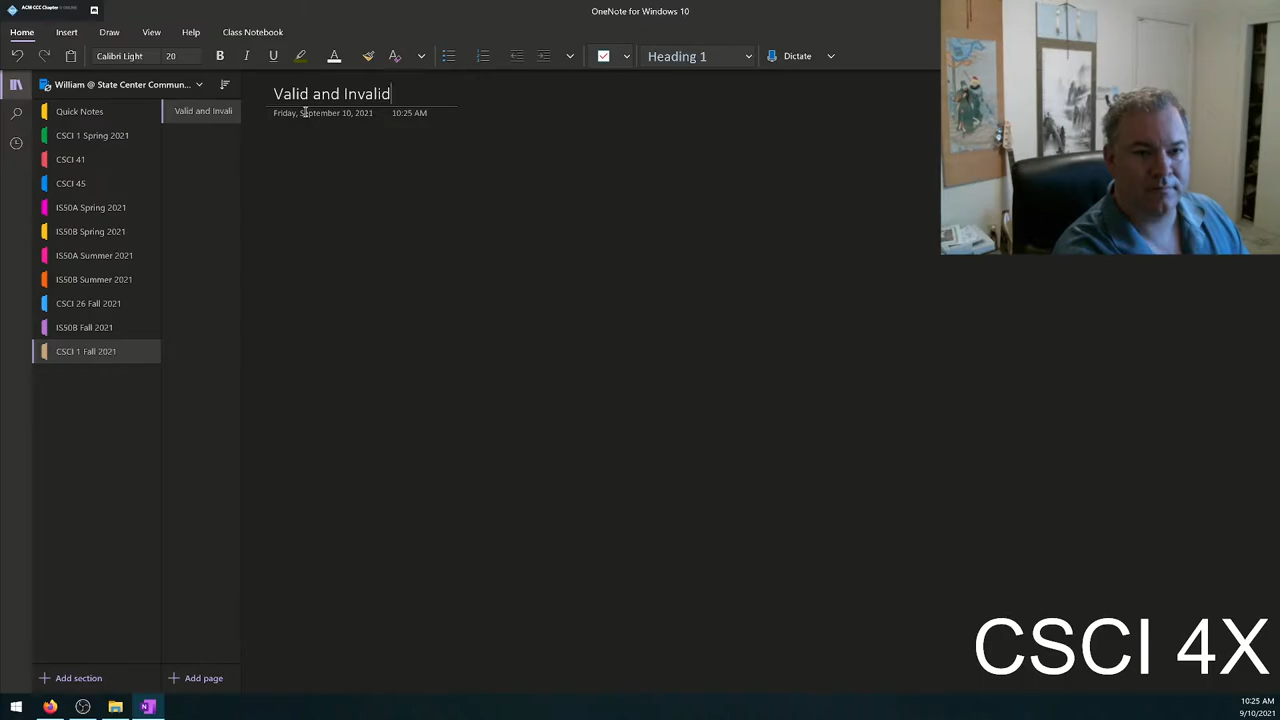 ACM CCC Chapter
OneNote for Windows 10
Home Insert Draw View Help Class Notebook
Calibri Light 20 B I U A A Heading 1 Dictate
William @ State Center Commun...
Quick Notes
CSCI 1 Spring 2021
CSCI 41
CSCI 45
IS50A Spring 2021
IS50B Spring 2021
IS50A Summer 2021
IS50B Summer 2021
CSCI 26 Fall 2021
IS50B Fall 2021
CSCI 1 Fall 2021
Valid and Invali
Valid and Invalid
Friday, September 10, 2021 10:25 AM
CSCI 4X
Add section
Add page
10:25 AM
9/10/2021